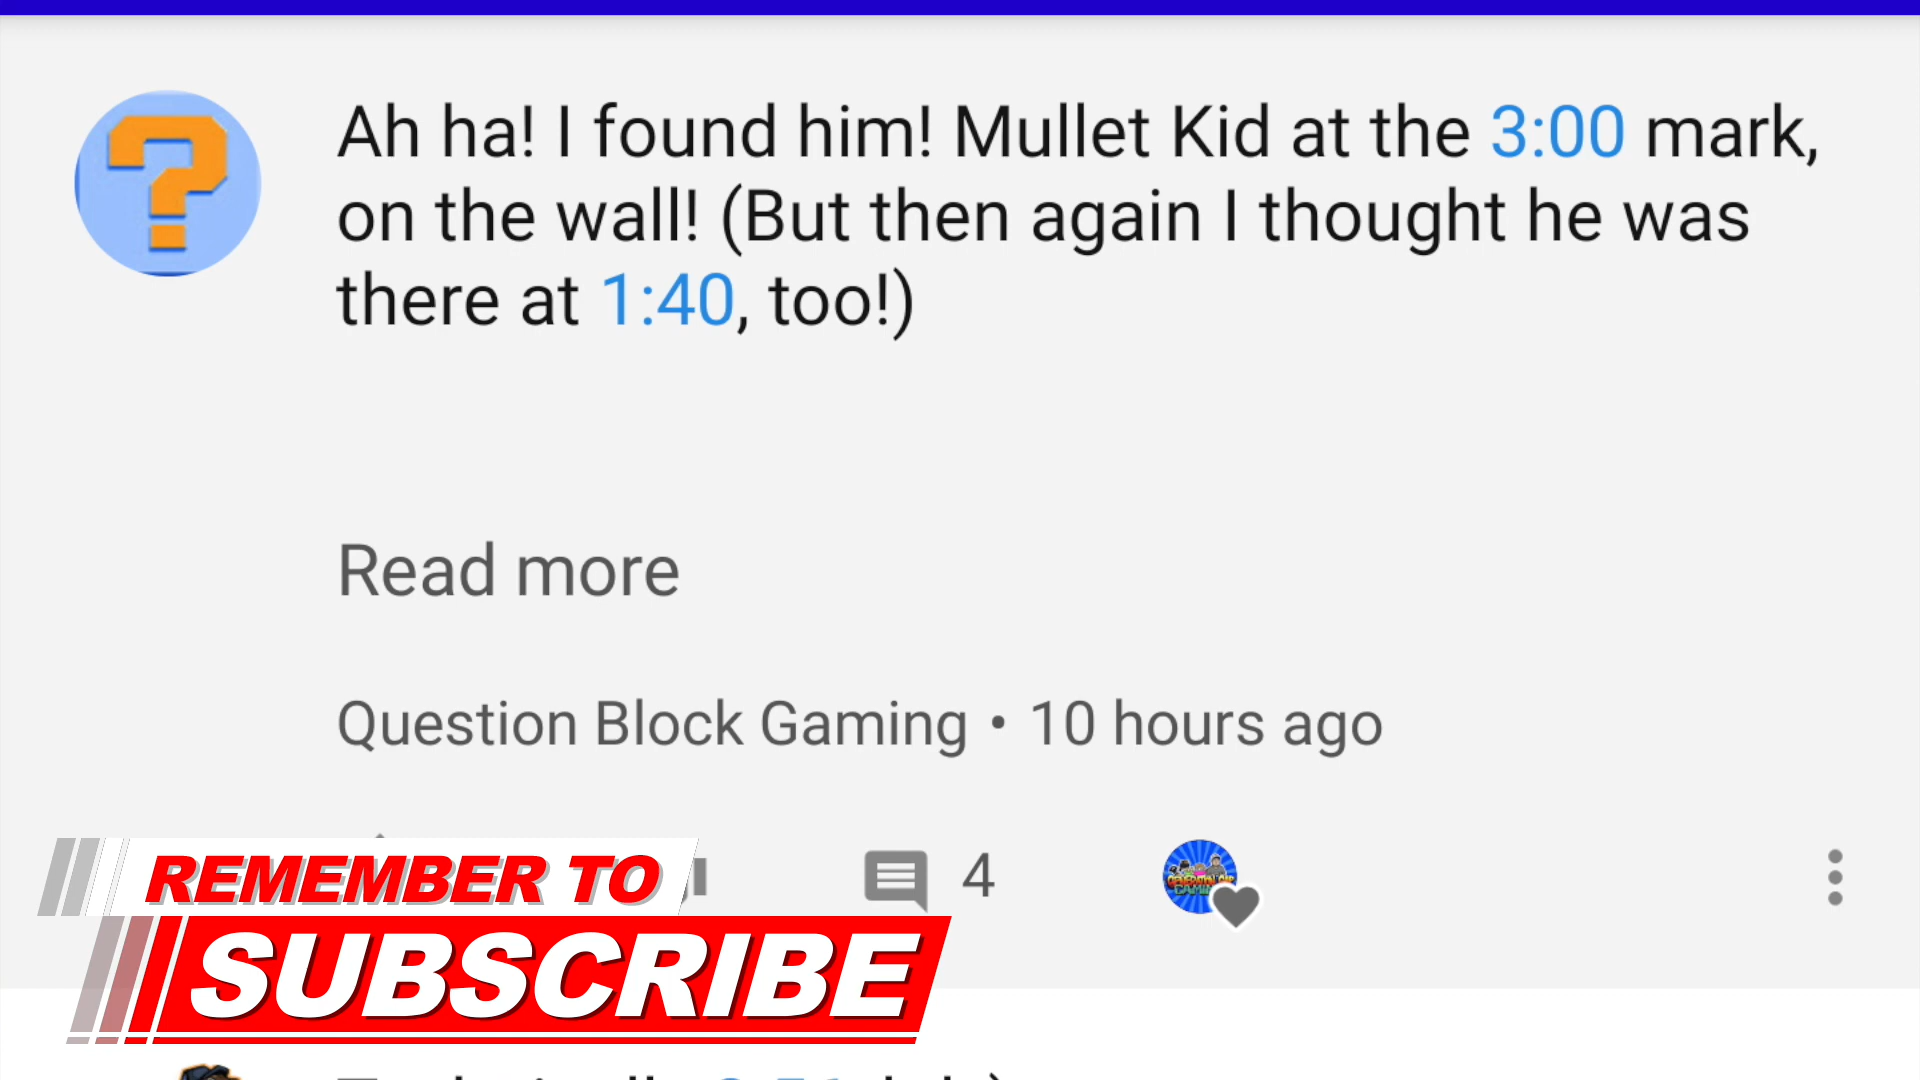 Ah ha! I found him! Mullet Kid at the 3:00 mark,
on the wall! (But then again I thought he was
there at 1:40, too!)
Read more
Question Block Gaming • 10 hours ago
4
REMEMBER TO
SUBSCRIBE